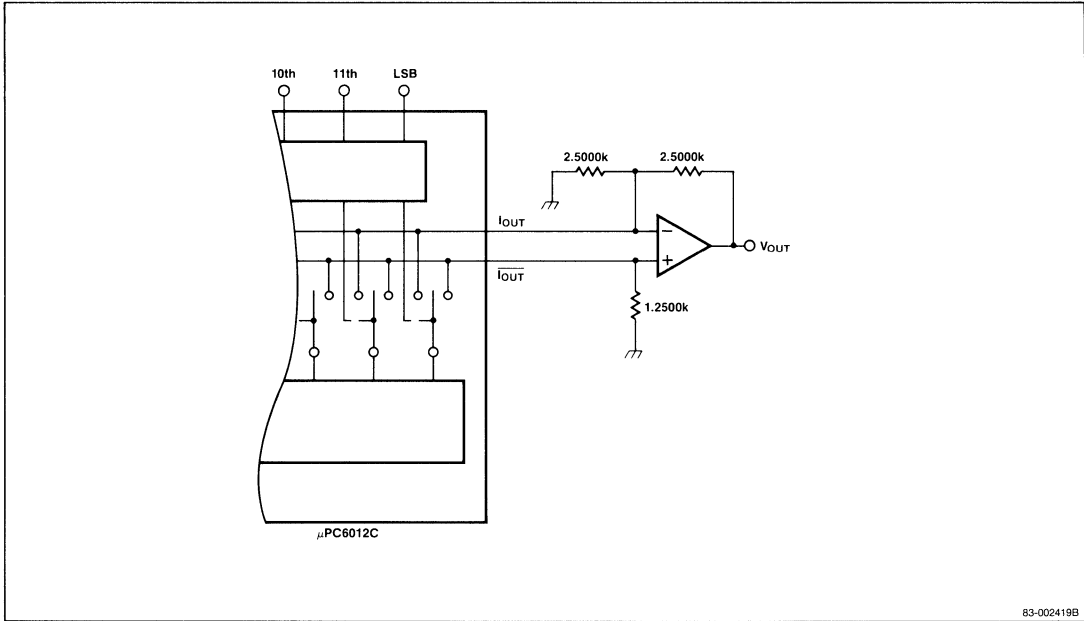 10th 11th LSB
2.5000k 2.5000k
IOUT
− VOUT
+
IOUT
1.2500k
μPC6012C
83-002419B